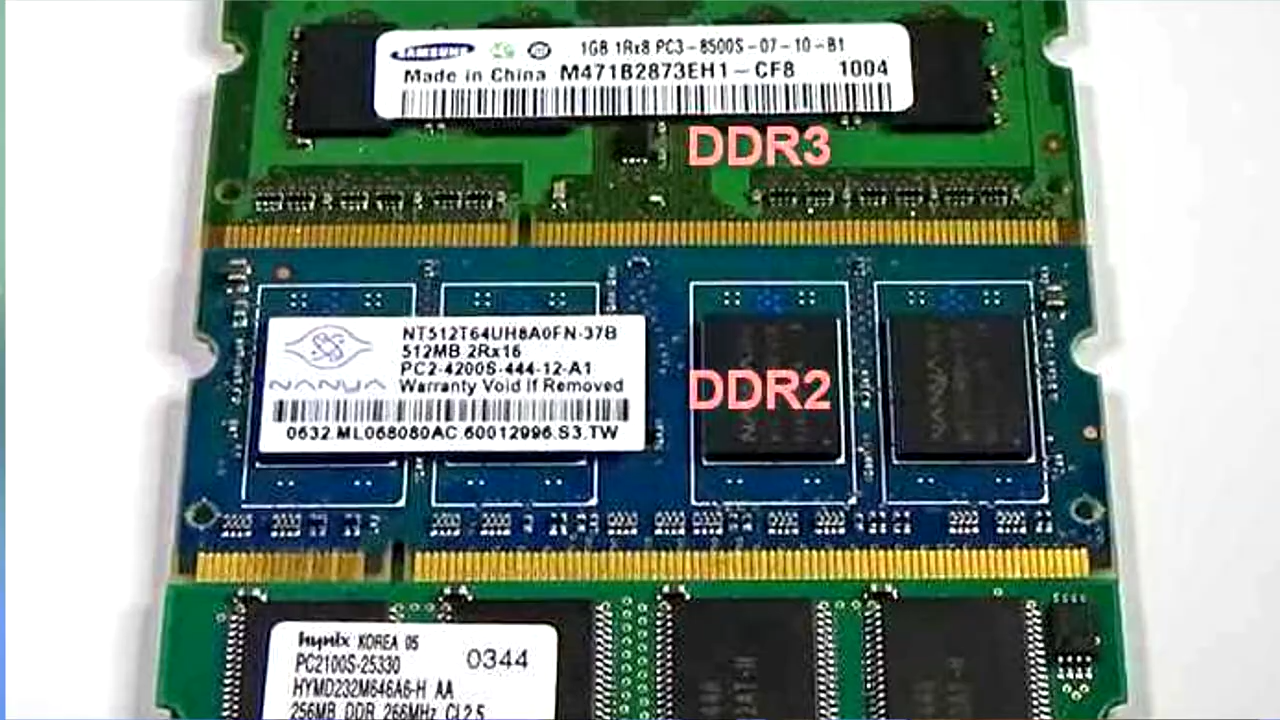 SAMSUNG 1GB 1Rx8 PC3-8500S-07-10-B1
Made in China M471B2873EH1-CF8 1004
DDR3
NT512T64UH8A0FN-37B
512MB 2Rx16
PC2-4200S-444-12-A1
NANYA Warranty Void If Removed
0632.ML068080AC.60012996.S3.TW
DDR2
NANYA
NANYA
hynix KOREA 05
PC2100S-25330 0344
HYMD232M646A6-H AA
256MB DDR 266MHz CL2.5